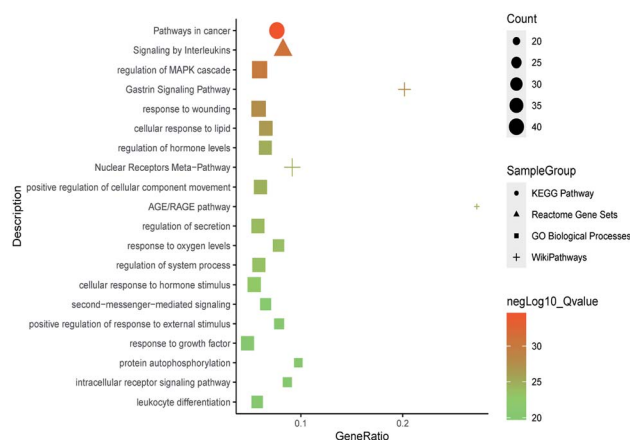 Pathways in cancer
Signaling by Interleukins
regulation of MAPK cascade
Gastrin Signaling Pathway
response to wounding
cellular response to lipid
regulation of hormone levels
Nuclear Receptors Meta−Pathway
positive regulation of cellular component movement
AGE/RAGE pathway
regulation of secretion
response to oxygen levels
regulation of system process
cellular response to hormone stimulus
second−messenger−mediated signaling
positive regulation of response to external stimulus
response to growth factor
protein autophosphorylation
intracellular receptor signaling pathway
leukocyte differentiation
Description
0.1 0.2
GeneRatio
Count
20
25
30
35
40
SampleGroup
KEGG Pathway
Reactome Gene Sets
GO Biological Processes
WikiPathways
negLog10_Qvalue
30
25
20